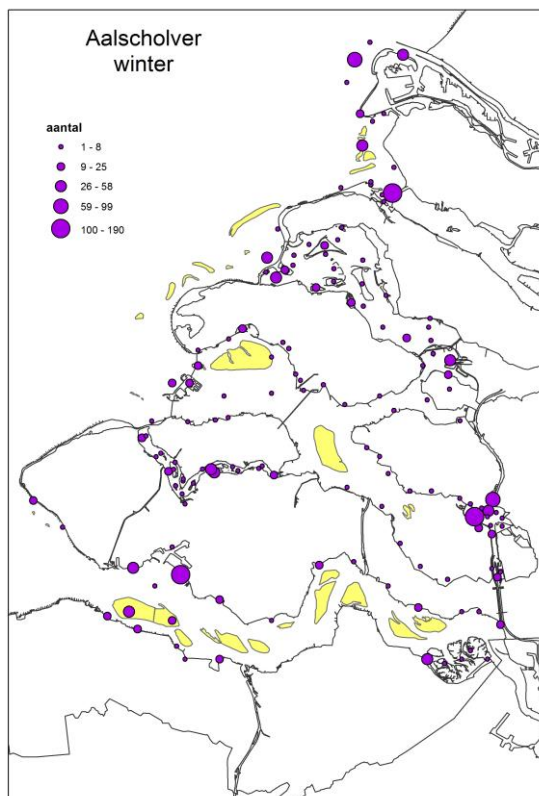 Aalscholver
winter
aantal
1 - 8
9 - 25
26 - 58
59 - 99
100 - 190